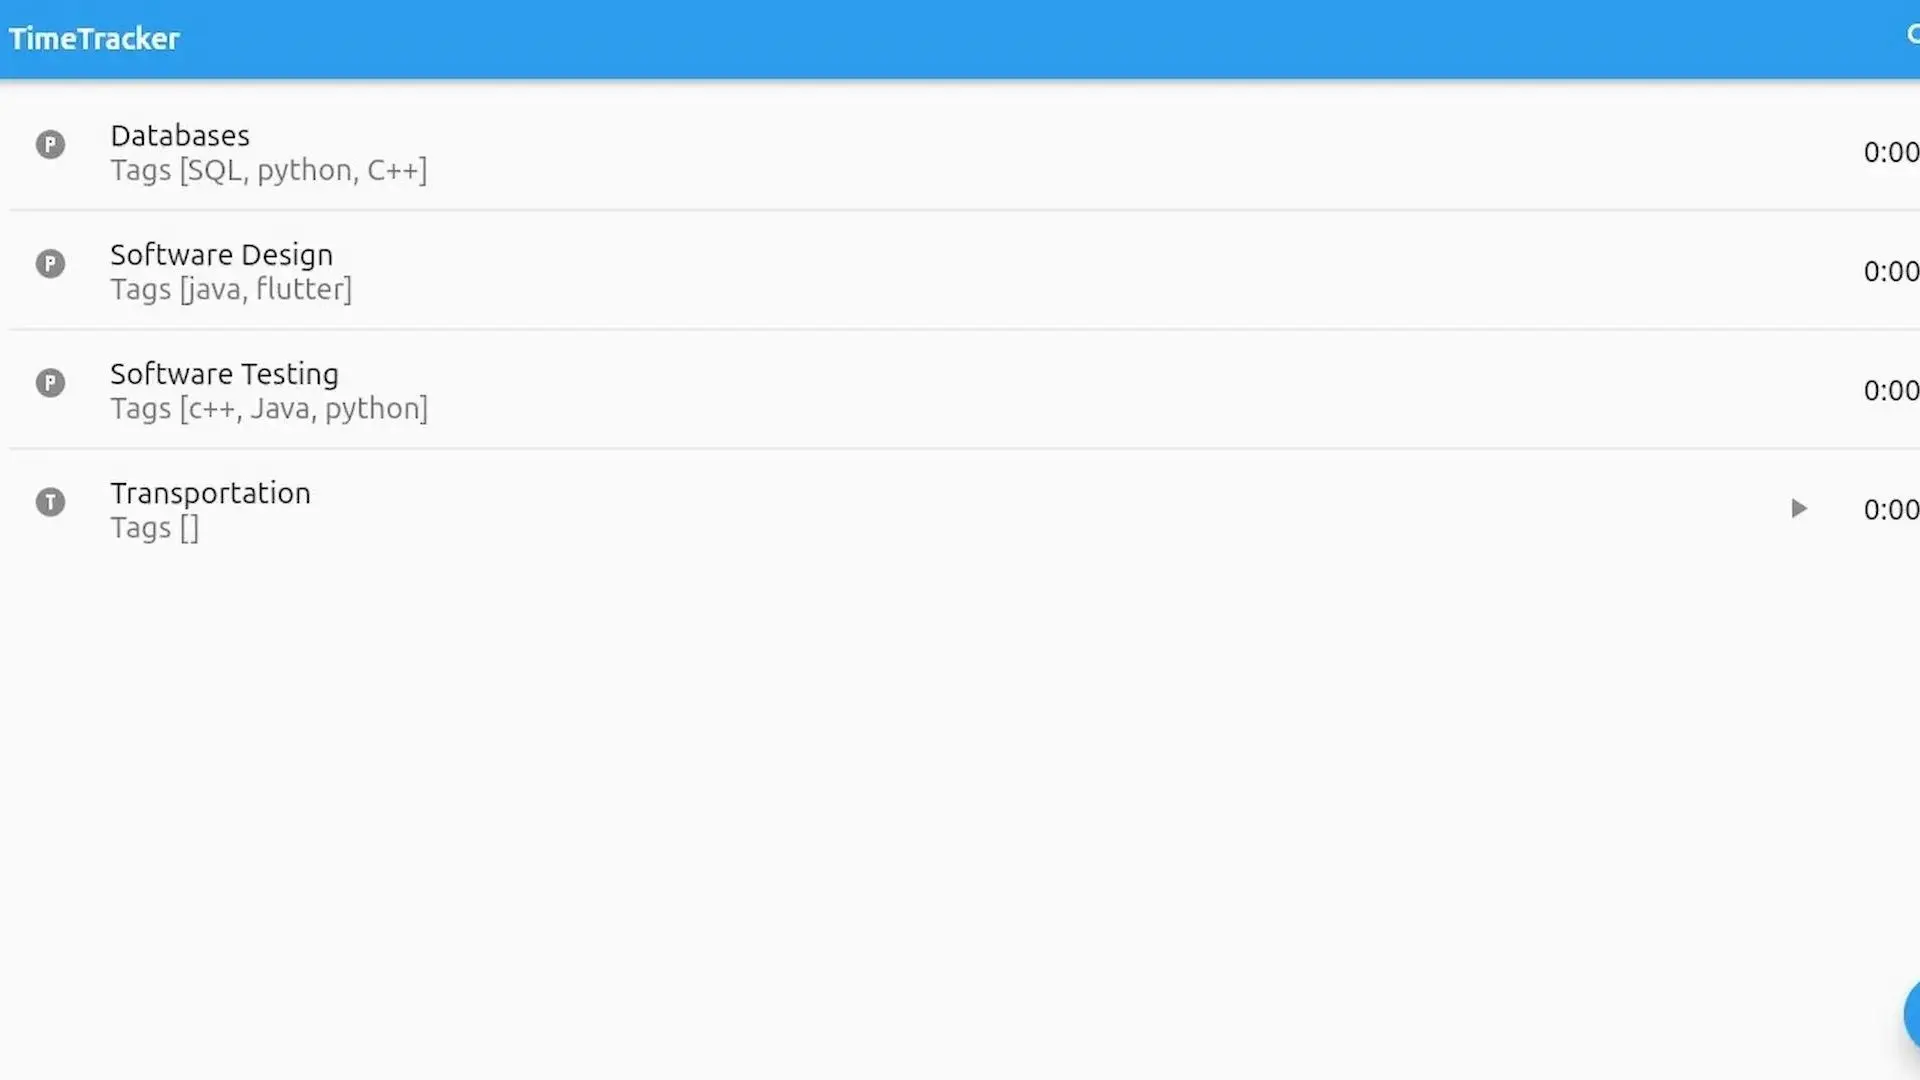 TimeTracker
P Databases 0:00
Tags [SQL, python, C++]
P Software Design 0:00
Tags [java, flutter]
P Software Testing 0:00
Tags [c++, Java, python]
T Transportation 0:00
Tags []